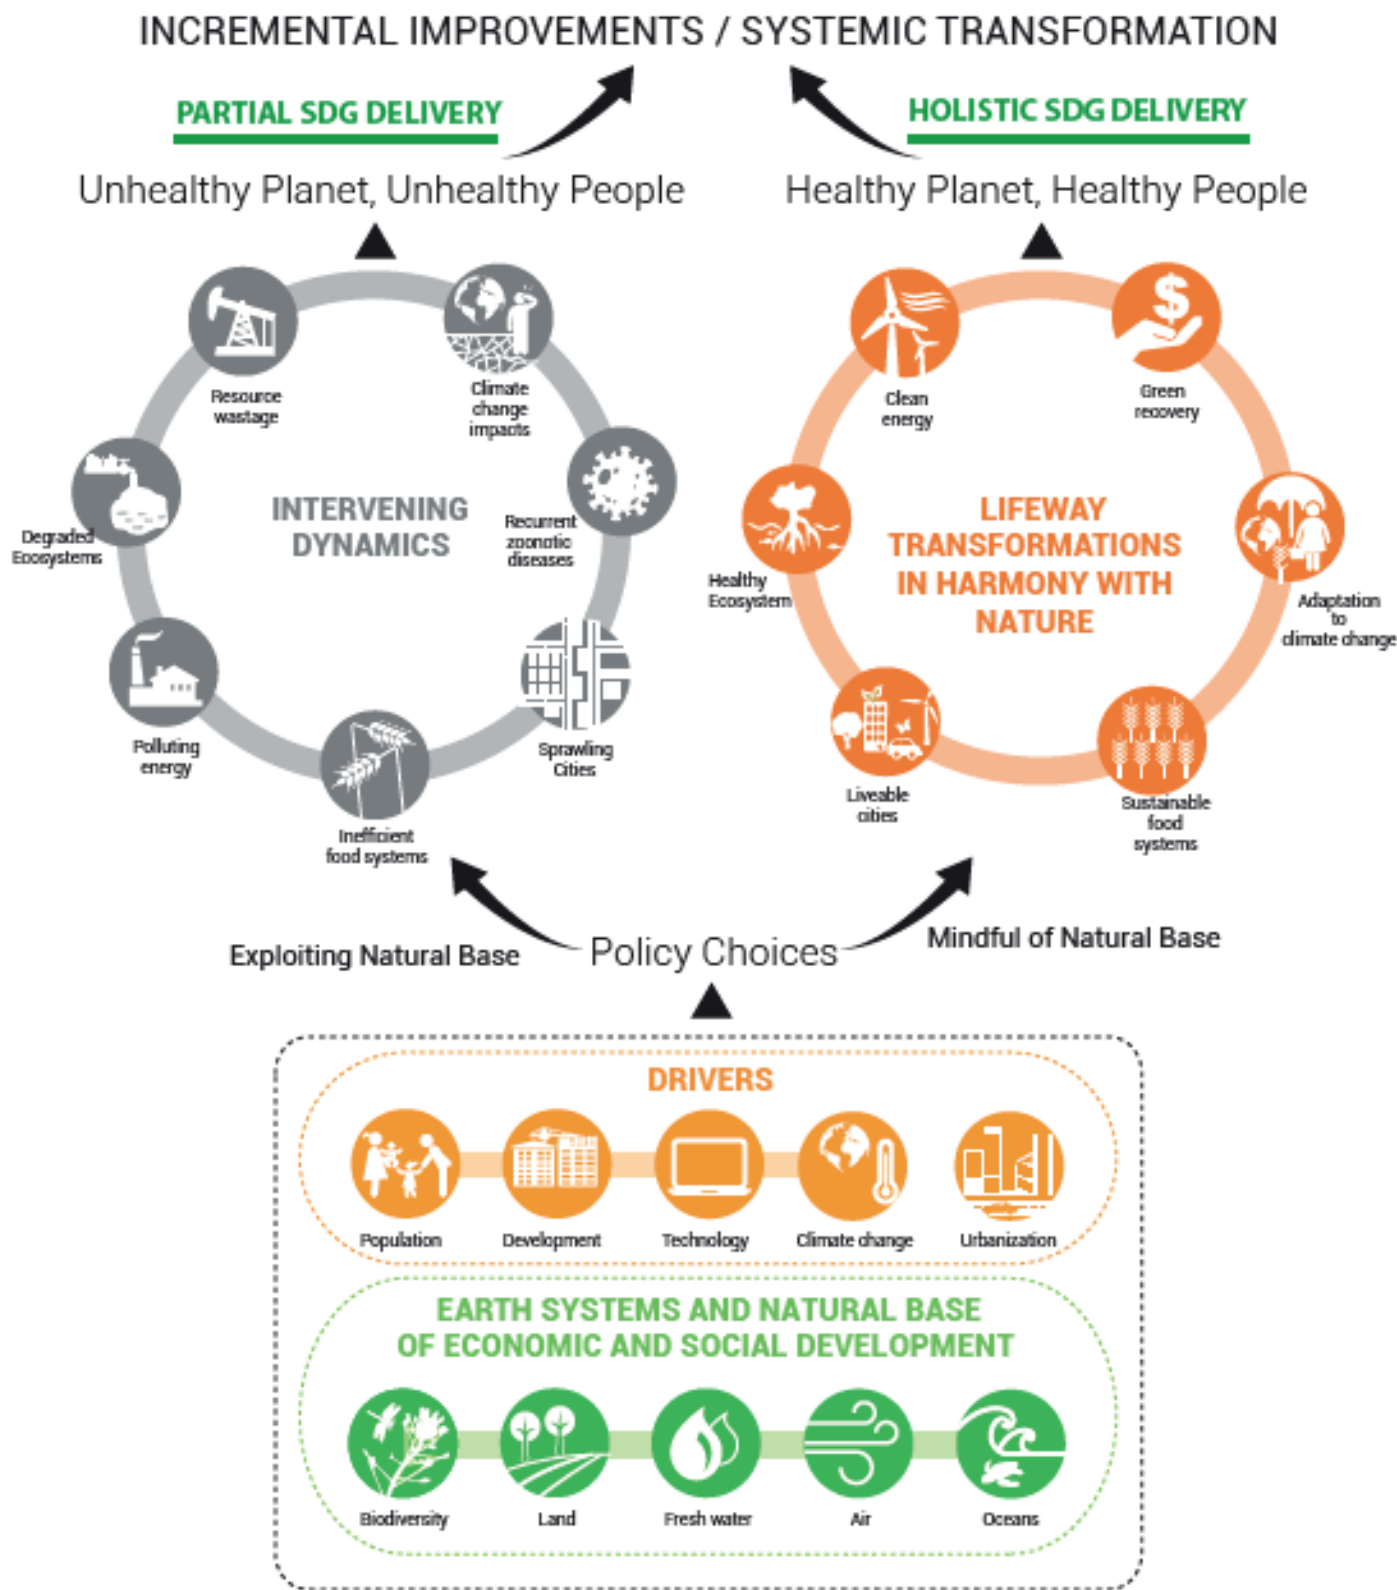 INCREMENTAL IMPROVEMENTS / SYSTEMIC TRANSFORMATION
PARTIAL SDG DELIVERY
HOLISTIC SDG DELIVERY
Unhealthy Planet, Unhealthy People
Healthy Planet, Healthy People
Resource
wastage
Climate
change
impacts
Degraded
Ecosystems
INTERVENING
DYNAMICS
Recurrent
zoonotic
diseases
Polluting
energy
Sprawling
Cities
Inefficient
food systems
Clean
energy
Green
recovery
LIFEWAY
TRANSFORMATIONS
IN HARMONY WITH
NATURE
Healthy
Ecosystem
Adaptation
to
climate change
Liveable
cities
Sustainable
food
systems
Exploiting Natural Base
Policy Choices
Mindful of Natural Base
DRIVERS
Population
Development
Technology
Climate change
Urbanization
EARTH SYSTEMS AND NATURAL BASE
OF ECONOMIC AND SOCIAL DEVELOPMENT
Biodiversity
Land
Fresh water
Air
Oceans